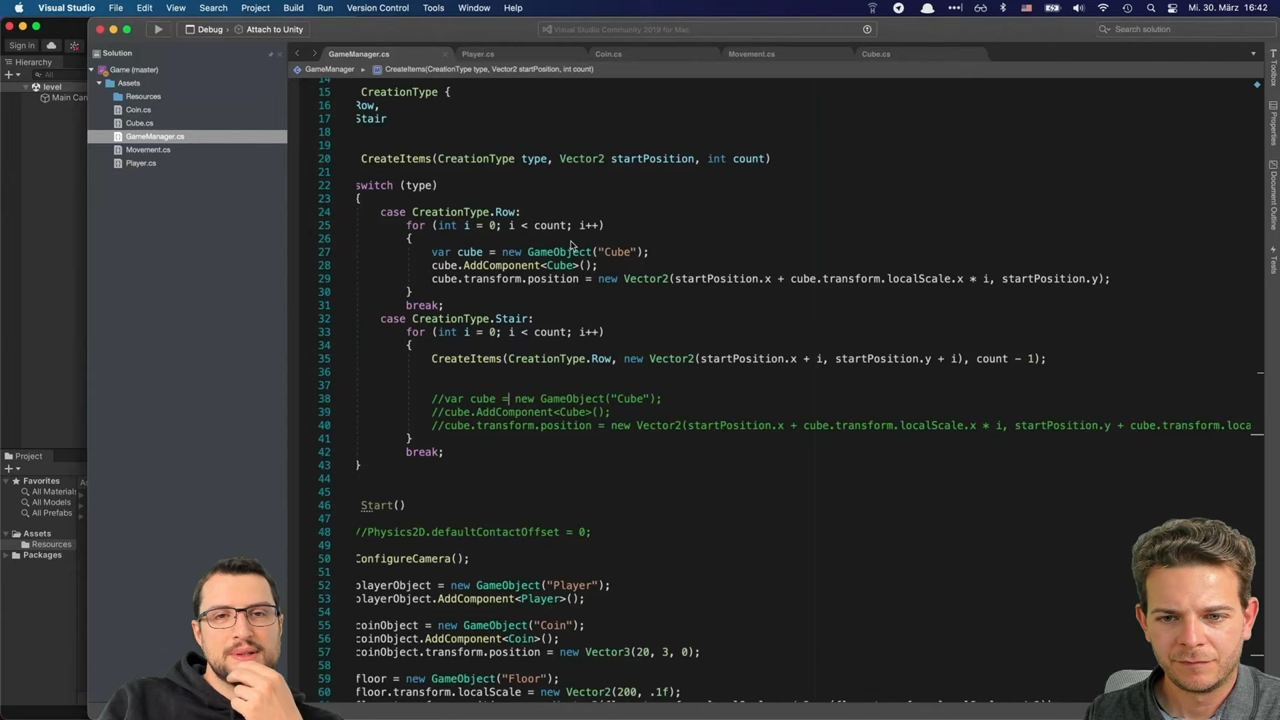 Visual Studio File Edit View Search Project Build Run Version Control Tools Window Help Mi. 30. März 16:42
Debug Attach to Unity Visual Studio Community 2019 for Mac Search solution
Sign in
Solution
GameManager.cs Player.cs Coin.cs Movement.cs Cube.cs
Hierarchy
GameManager CreateItems(CreationType type, Vector2 startPosition, int count)
All
level
Main Can
Game (master)
Assets
Resources
Coin.cs
Cube.cs
GameManager.cs
Movement.cs
Player.cs
14
15 CreationType {
16 Row,
17 Stair
18
19
20 CreateItems(CreationType type, Vector2 startPosition, int count)
21
22 switch (type)
23 {
24 case CreationType.Row:
25 for (int i = 0; i < count; i++)
26 {
27 var cube = new GameObject("Cube");
28 cube.AddComponent<Cube>();
29 cube.transform.position = new Vector2(startPosition.x + cube.transform.localScale.x * i, startPosition.y);
30 }
31 break;
32 case CreationType.Stair:
33 for (int i = 0; i < count; i++)
34 {
35 CreateItems(CreationType.Row, new Vector2(startPosition.x + i, startPosition.y + i), count - 1);
36
37
38 //var cube = new GameObject("Cube");
39 //cube.AddComponent<Cube>();
40 //cube.transform.position = new Vector2(startPosition.x + cube.transform.localScale.x * i, startPosition.y + cube.transform.loca
41 }
42 break;
43 }
44
45
46 Start()
47
48 //Physics2D.defaultContactOffset = 0;
49
50 ConfigureCamera();
51
52 playerObject = new GameObject("Player");
53 playerObject.AddComponent<Player>();
54
55 coinObject = new GameObject("Coin");
56 coinObject.AddComponent<Coin>();
57 coinObject.transform.position = new Vector3(20, 3, 0);
58
59 floor = new GameObject("Floor");
60 floor.transform.localScale = new Vector2(200, .1f);
Project
Favorites
All Materials
All Models
All Prefabs
Assets
Resources
Packages
Toolbox
Properties
Document Outline
Tests